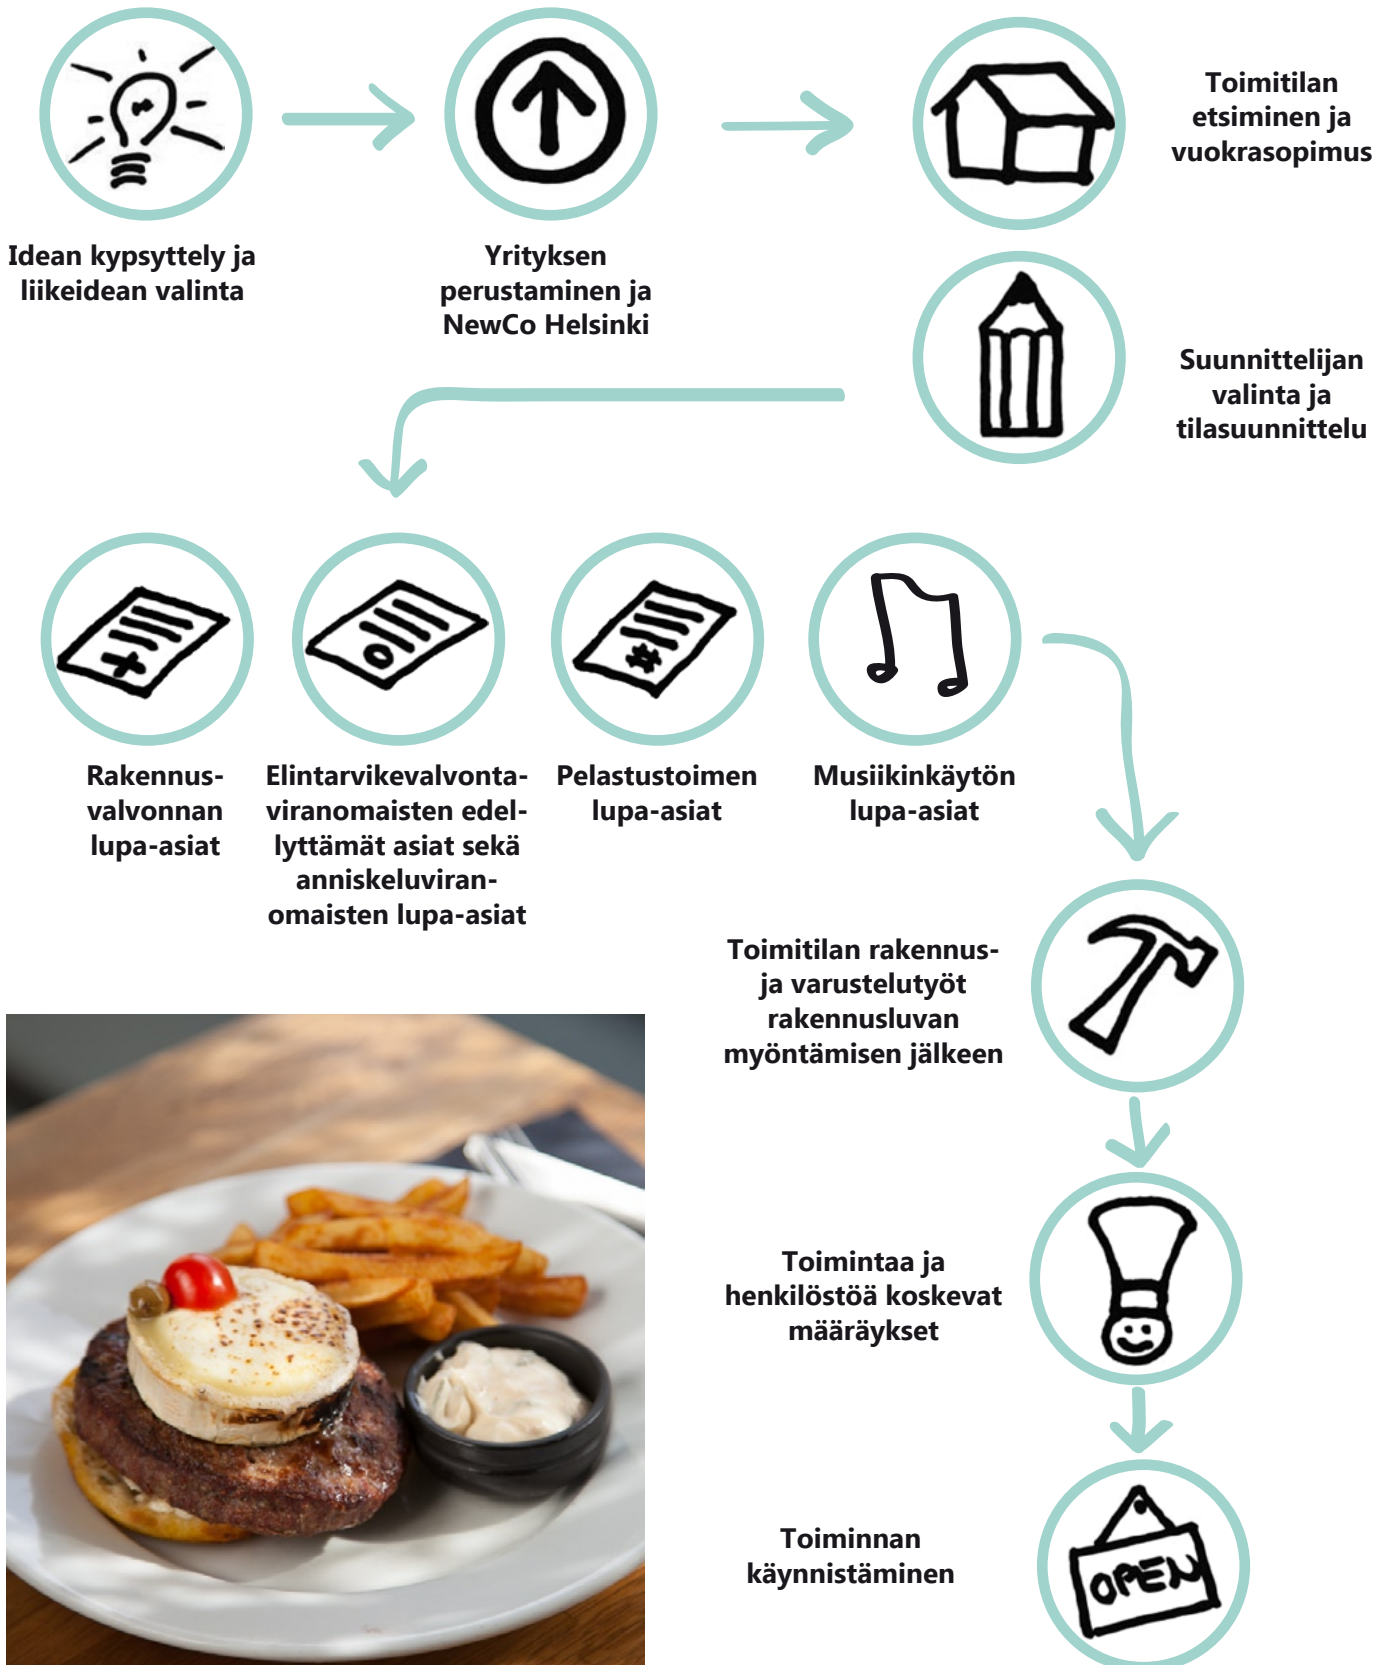 Idean kypsyttely ja
liikeidean valinta
Yrityksen
perustaminen ja
NewCo Helsinki
Toimitilan
etsiminen ja
vuokrasopimus
Suunnittelijan
valinta ja
tilasuunnittelu
Rakennus-
valvonnan
lupa-asiat
Elintarvikevalvonta-
viranomaisten edel-
lyttämät asiat sekä
anniskeluviran-
omaisten lupa-asiat
Pelastustoimen
lupa-asiat
Musiikinkäytön
lupa-asiat
Toimitilan rakennus-
ja varustelutyöt
rakennusluvan
myöntämisen jälkeen
Toimintaa ja
henkilöstöä koskevat
määräykset
Toiminnan
käynnistäminen
OPEN